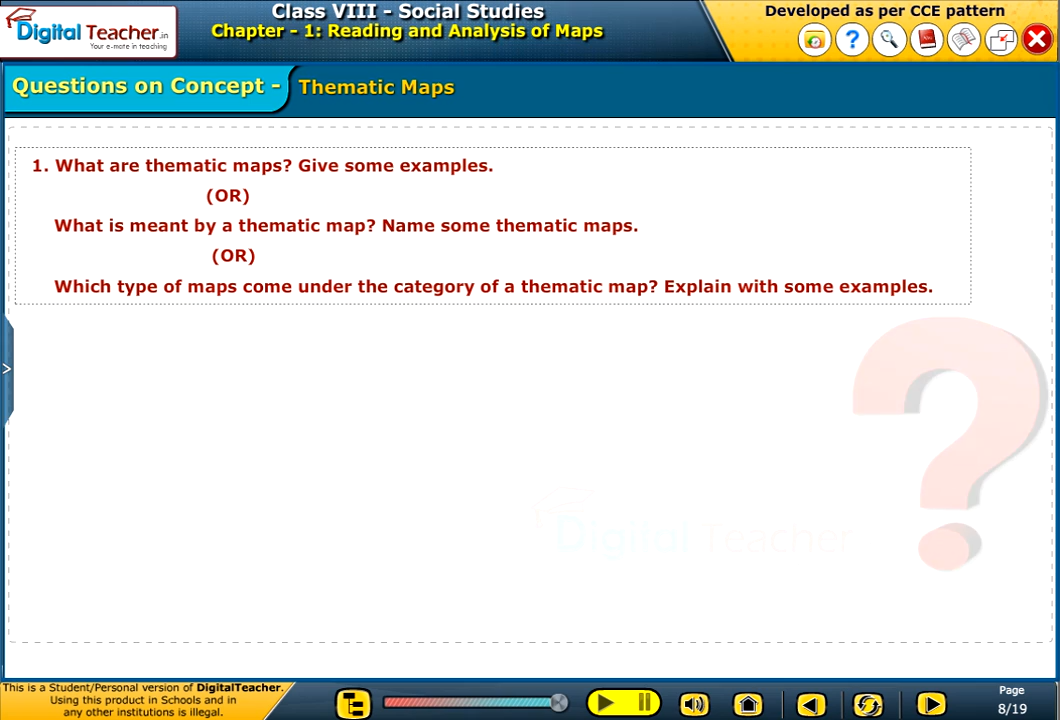 Digital Teacher.in
Your e-mate in teaching
Class VIII - Social Studies
Chapter - 1: Reading and Analysis of Maps
Developed as per CCE pattern
?
Questions on Concept -
Thematic Maps
1. What are thematic maps? Give some examples.
(OR)
What is meant by a thematic map? Name some thematic maps.
(OR)
Which type of maps come under the category of a thematic map? Explain with some examples.
>
?
Digital Teacher
This is a Student/Personal version of DigitalTeacher.
Using this product in Schools and in
any other institutions is illegal.
Page
8/19